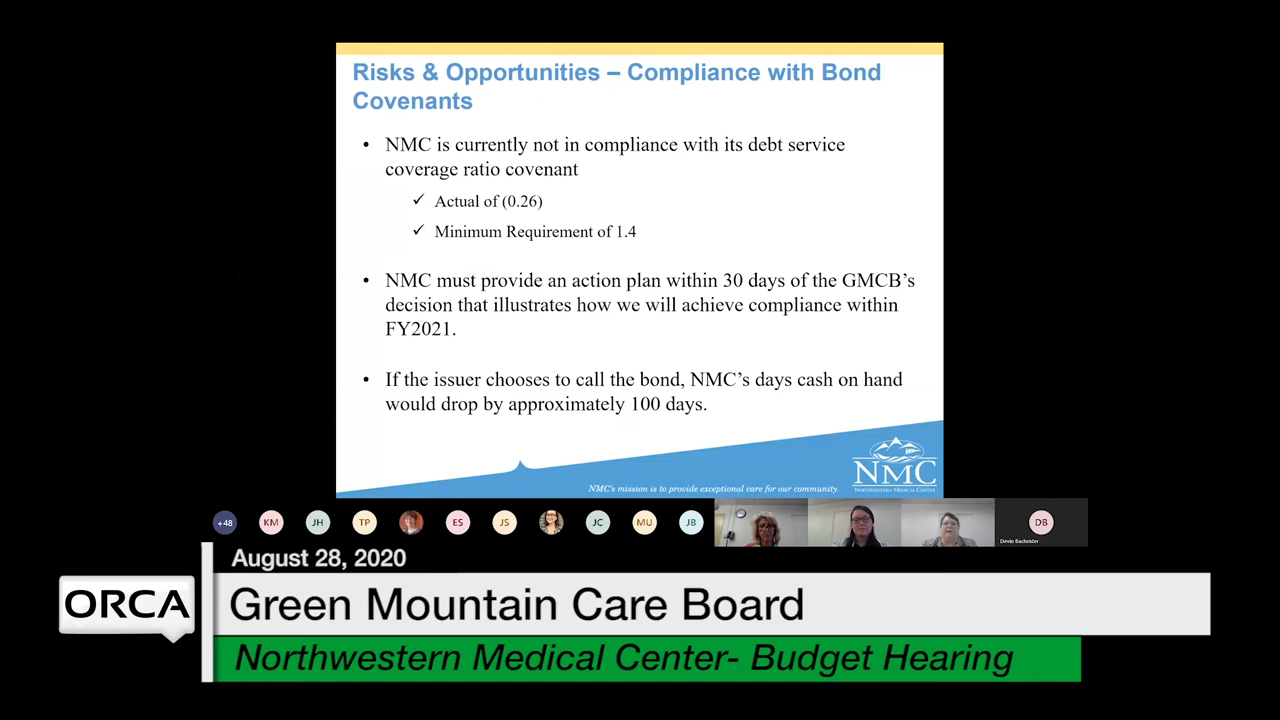 Risks & Opportunities – Compliance with Bond
Covenants
• NMC is currently not in compliance with its debt service
coverage ratio covenant
✓ Actual of (0.26)
✓ Minimum Requirement of 1.4
• NMC must provide an action plan within 30 days of the GMCB's
decision that illustrates how we will achieve compliance within
FY2021.
• If the issuer chooses to call the bond, NMC's days cash on hand
would drop by approximately 100 days.
NMC
NORTHWESTERN MEDICAL CENTER
NMC's mission is to provide exceptional care for our community.
+48 KM JH TP ES JS JC MU JB DB
Devin Bachelder
August 28, 2020
ORCA
Green Mountain Care Board
Northwestern Medical Center- Budget Hearing